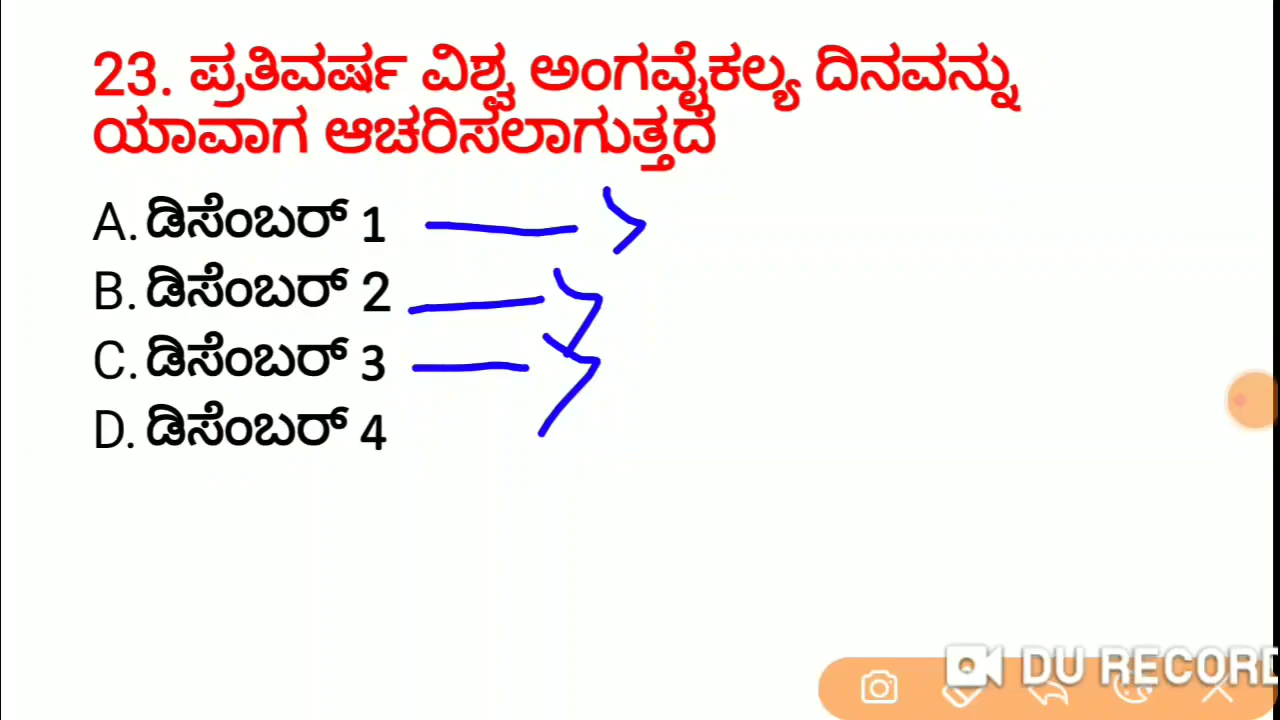 23. ಪ್ರತಿವರ್ಷ ವಿಶ್ವ ಅಂಗವೈಕಲ್ಯ ದಿನವನ್ನು
ಯಾವಾಗ ಆಚರಿಸಲಾಗುತ್ತದೆ
A. ಡಿಸೆಂಬರ್ 1
B. ಡಿಸೆಂಬರ್ 2
C. ಡಿಸೆಂಬರ್ 3
D. ಡಿಸೆಂಬರ್ 4
DU RECORD